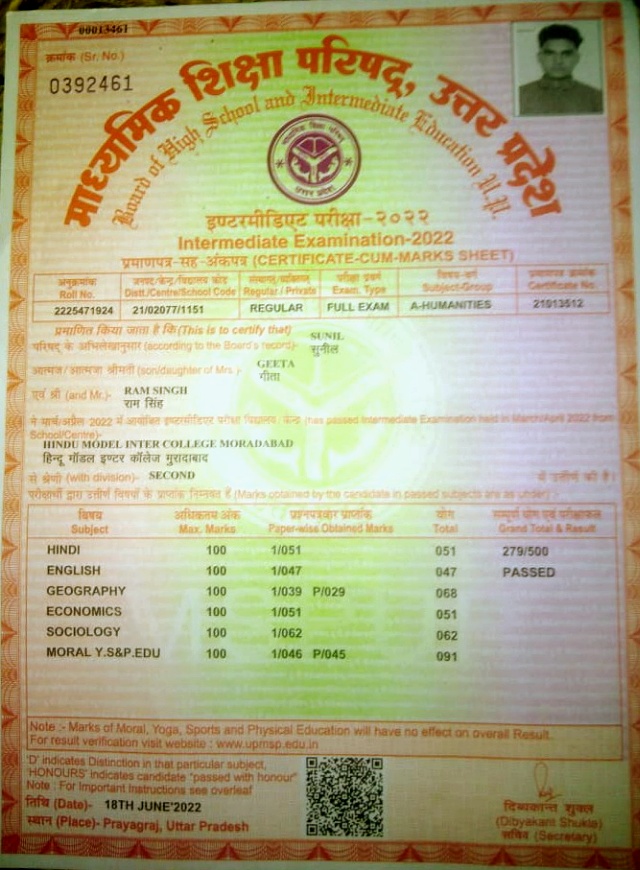 00013461
क्रमांक (Sr. No.)
0392461
माध्यमिक शिक्षा परिषद्, उत्तर प्रदेश
Board of High School and Intermediate Education U.P.
माध्यमिक शिक्षा परिषद्
उत्तर प्रदेश
इण्टरमीडिएट परीक्षा-२०२२
Intermediate Examination-2022
प्रमाणपत्र-सह-अंकपत्र (CERTIFICATE-CUM-MARKS SHEET)
अनुक्रमांक जनपद/केन्द्र/विद्यालय कोड संस्थागत/व्यक्तिगत परीक्षा प्रकार विषय-वर्ग प्रमाणपत्र क्रमांक
Roll No. Distt./Centre/School Code Regular / Private Exam. Type Subject-Group Certificate No.
2225471924 21/02077/1151 REGULAR FULL EXAM A-HUMANITIES 21013512
प्रमाणित किया जाता है कि (This is to certify that) SUNIL
परिषद् के अभिलेखानुसार (according to the Board's record)- सुनील
आत्मज/आत्मजा श्रीमती (son/daughter of Mrs.)- GEETA
गीता
एवं श्री (and Mr.)- RAM SINGH
राम सिंह
ने मार्च/अप्रैल 2022 में आयोजित इण्टरमीडिएट परीक्षा विद्यालय/केन्द्र (has passed Intermediate Examination held in March/April 2022 from
School/Centre)-
HINDU MODEL INTER COLLEGE MORADABAD
हिन्दू मॉडल इण्टर कॉलेज मुरादाबाद
से श्रेणी (with division)- SECOND में उत्तीर्ण की है।
परीक्षार्थी द्वारा उत्तीर्ण विषयों के प्राप्तांक निम्नवत हैं (Marks obtained by the candidate in passed subjects are as under) :-
विषय अधिकतम अंक प्रश्नपत्रवार प्राप्तांक योग सम्पूर्ण योग एवं परीक्षाफल
Subject Max. Marks Paper-wise Obtained Marks Total Grand Total & Result
HINDI 100 1/051 051 279/500
ENGLISH 100 1/047 047 PASSED
GEOGRAPHY 100 1/039 P/029 068
ECONOMICS 100 1/051 051
SOCIOLOGY 100 1/062 062
MORAL Y.S&P.EDU 100 1/046 P/045 091
Note :- Marks of Moral, Yoga, Sports and Physical Education will have no effect on overall Result.
For result verification visit website : www.upmsp.edu.in
'D' indicates Distinction in that particular subject,
'HONOURS' indicates candidate "passed with honour"
Note : For Important Instructions see overleaf
तिथि (Date)- 18TH JUNE'2022
स्थान (Place)- Prayagraj, Uttar Pradesh
दिव्यकान्त शुक्ल
(Dibyakant Shukla)
सचिव (Secretary)